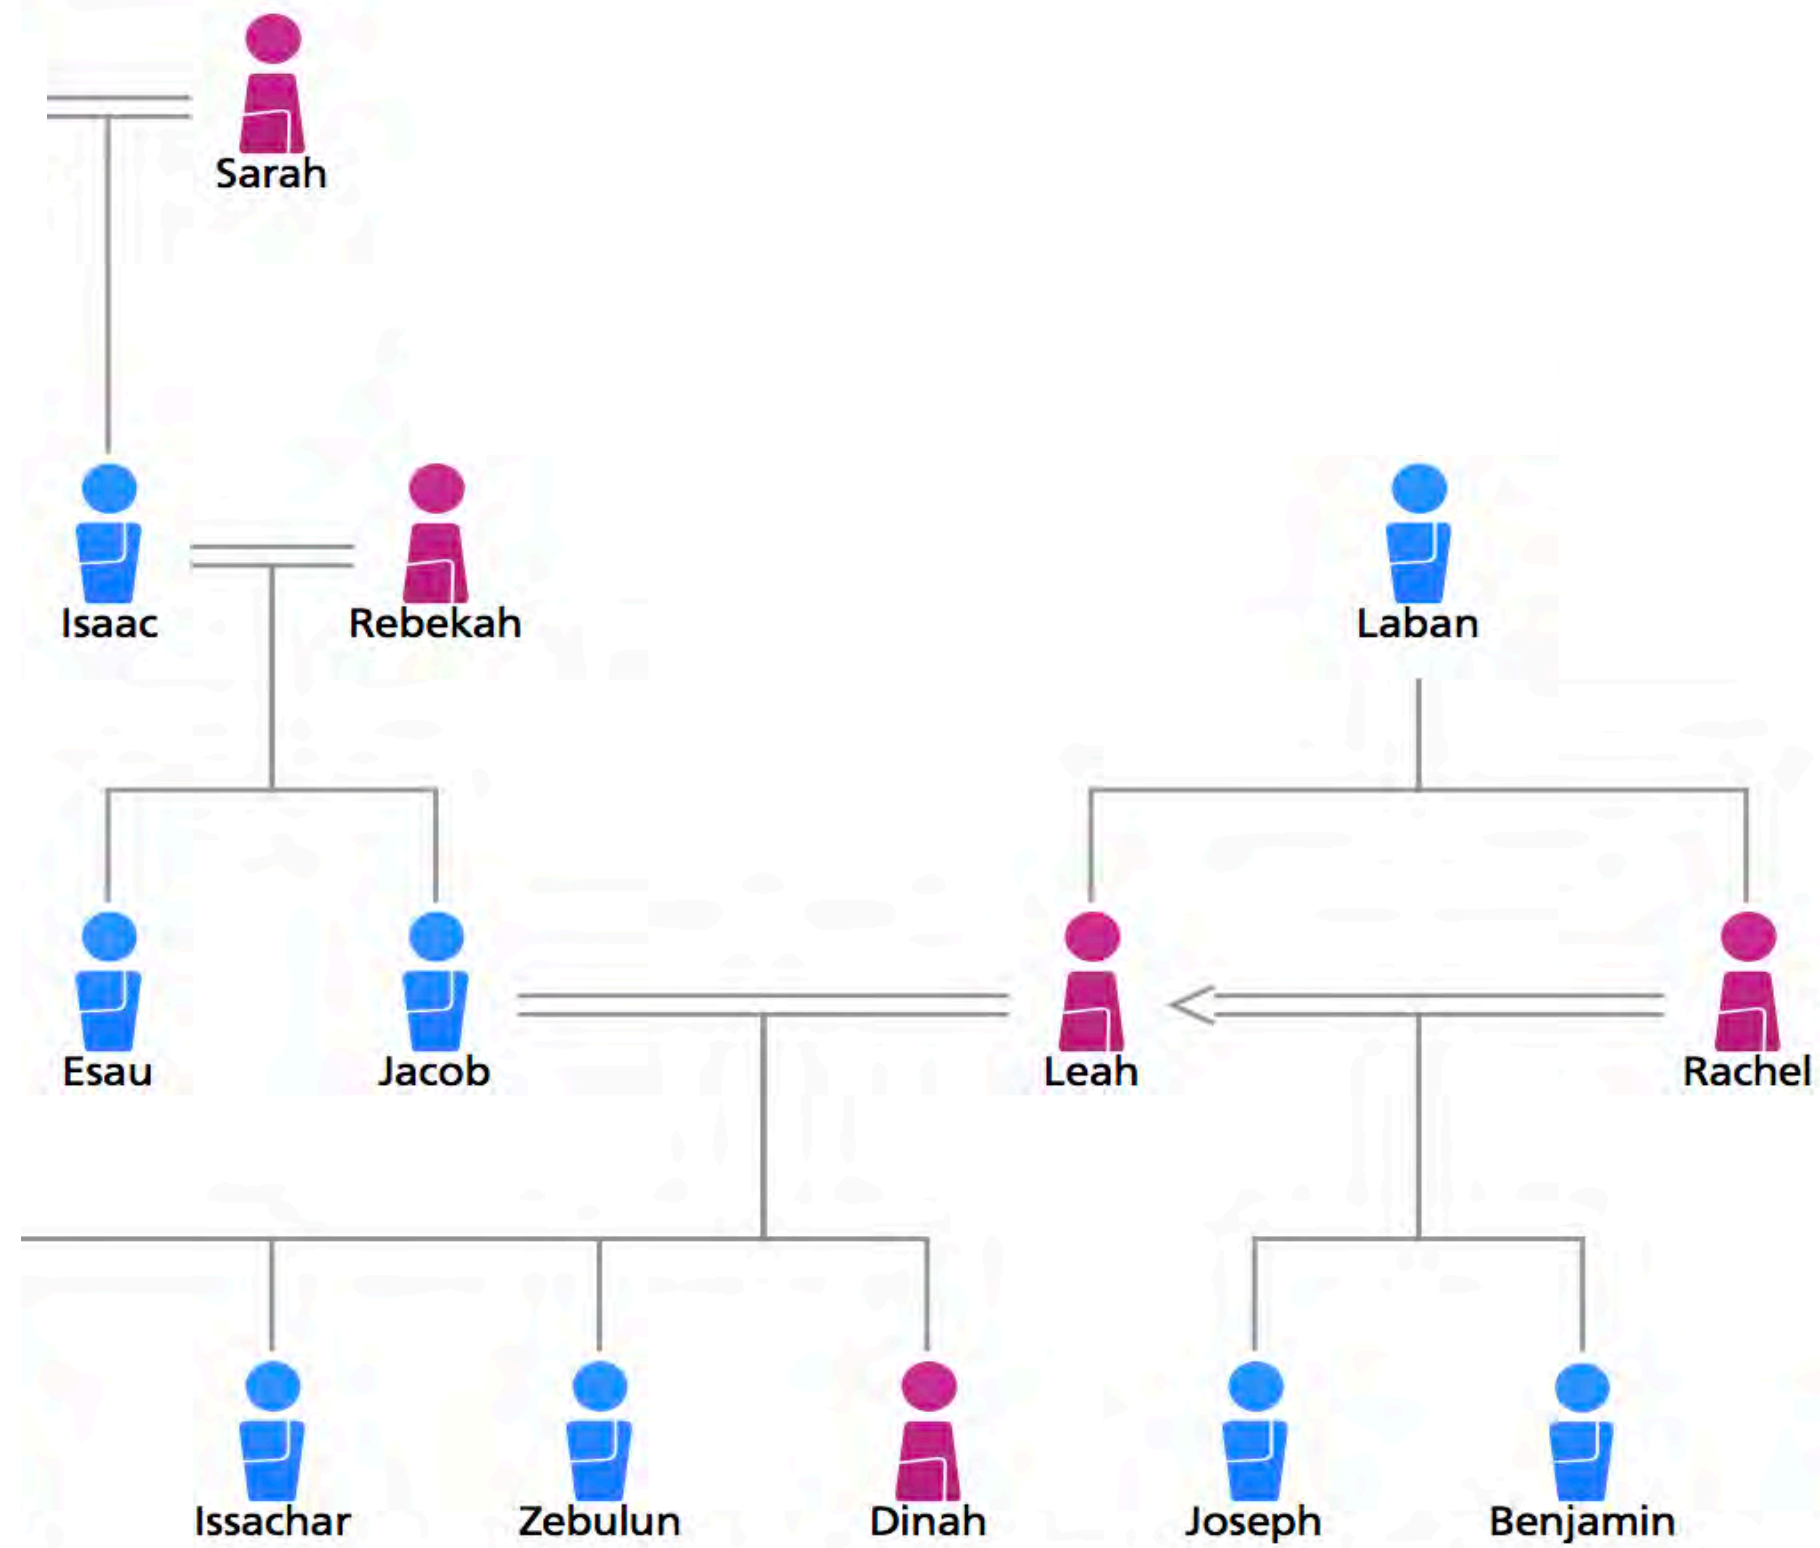 Sarah
Isaac
Rebekah
Laban
Esau
Jacob
Leah
Rachel
Issachar
Zebulun
Dinah
Joseph
Benjamin